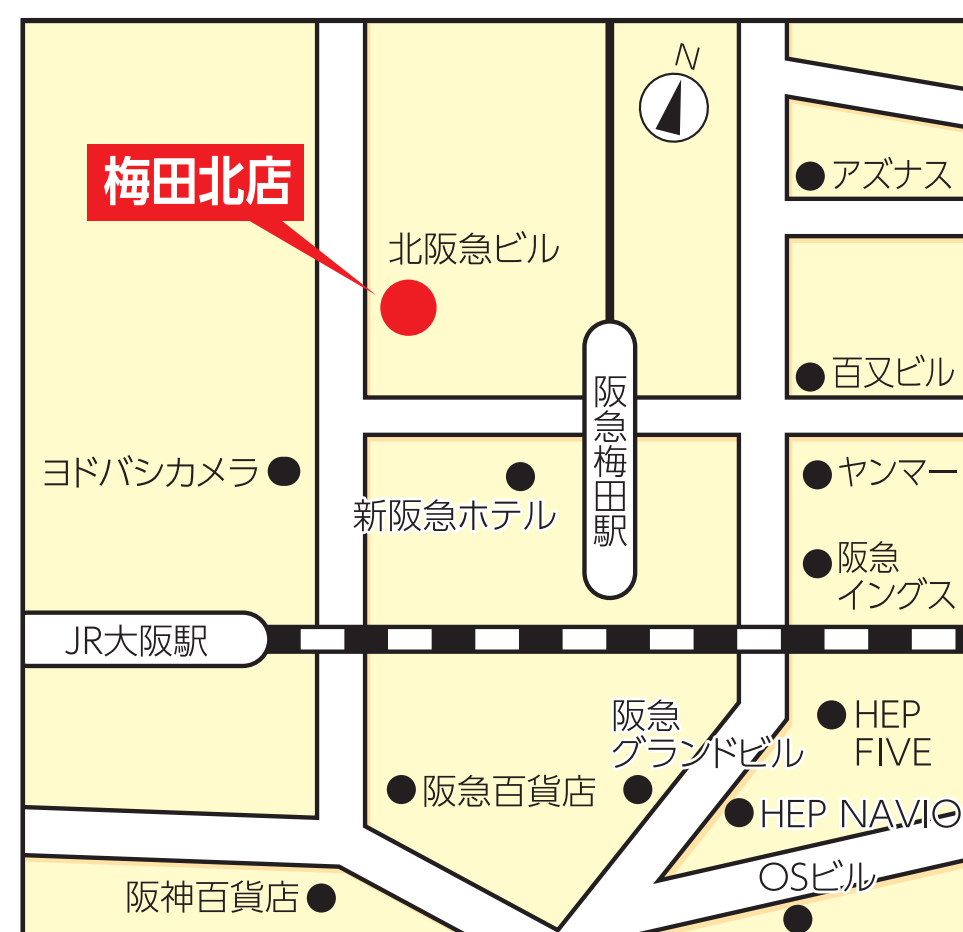 N
梅田北店
アズナス
北阪急ビル
百又ビル
阪急梅田駅
ヨドバシカメラ
ヤンマー
新阪急ホテル
阪急
イングス
JR大阪駅
阪急
グランドビル
HEP
FIVE
阪急百貨店
HEP NAVIO
OSビル
阪神百貨店